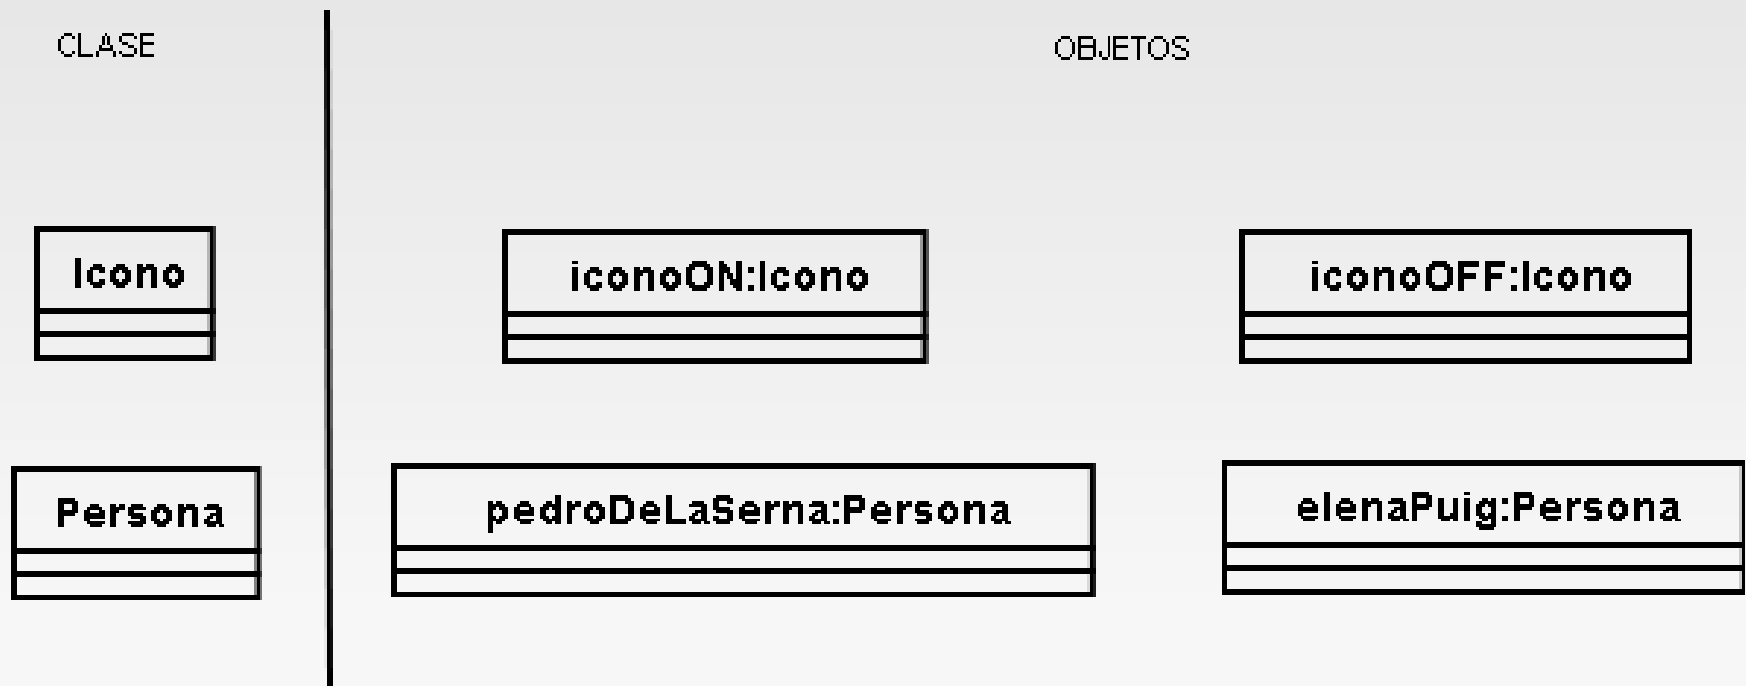 CLASE
OBJETOS
Icono
iconoON:Icono
iconoOFF:Icono
Persona
pedroDeLaSerna:Persona
elenaPuig:Persona